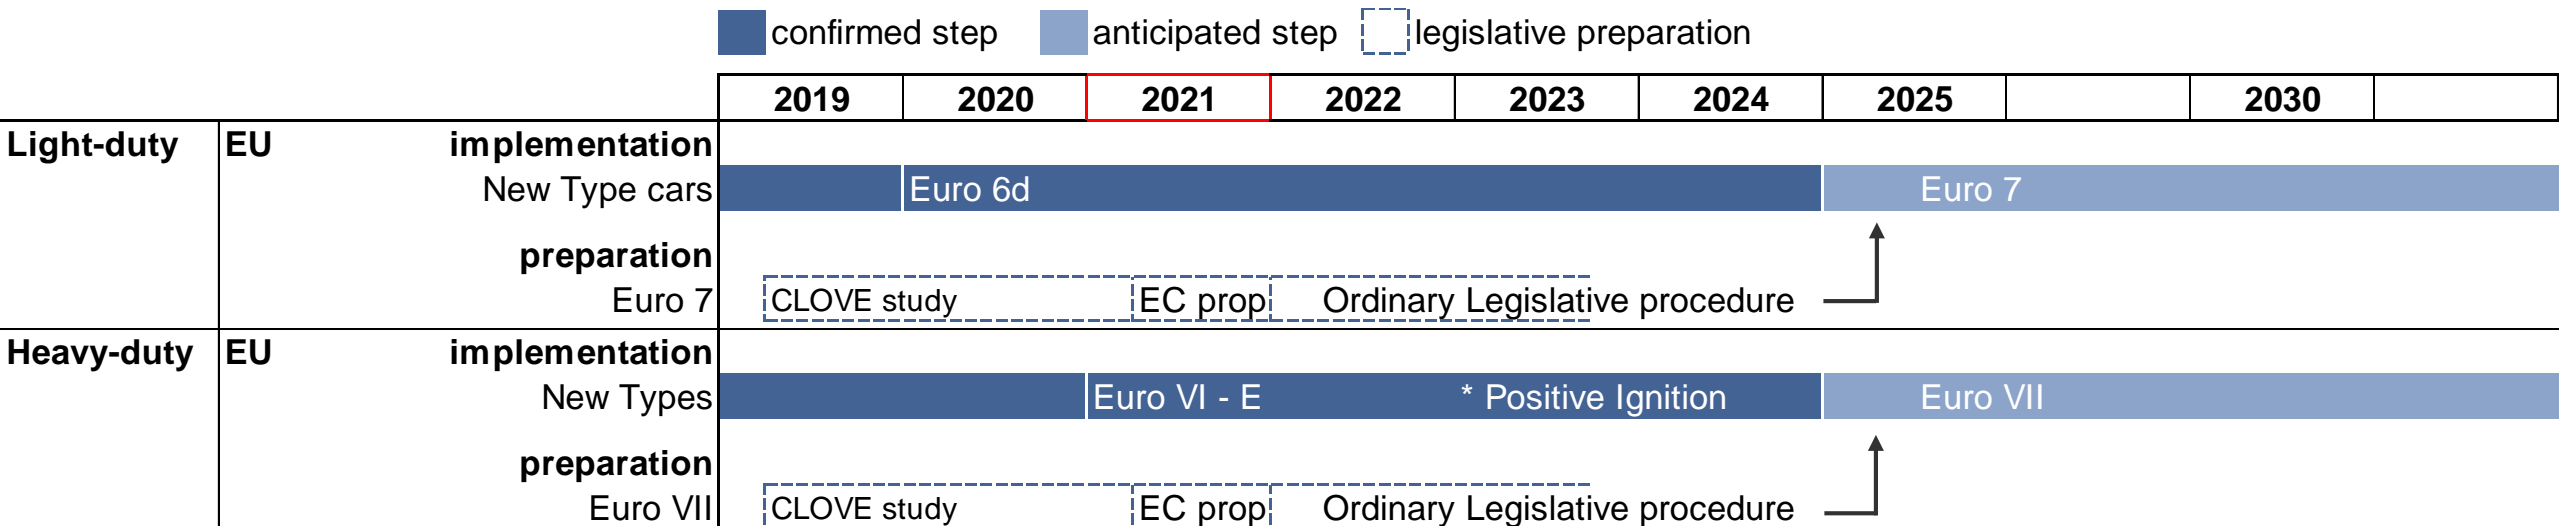 confirmed step anticipated step legislative preparation
2019 2020 2021 2022 2023 2024 2025 2030
Light-duty EU implementation
New Type cars Euro 6d Euro 7
preparation
Euro 7 CLOVE study EC prop Ordinary Legislative procedure
Heavy-duty EU implementation
New Types Euro VI - E * Positive Ignition Euro VII
preparation
Euro VII CLOVE study EC prop Ordinary Legislative procedure